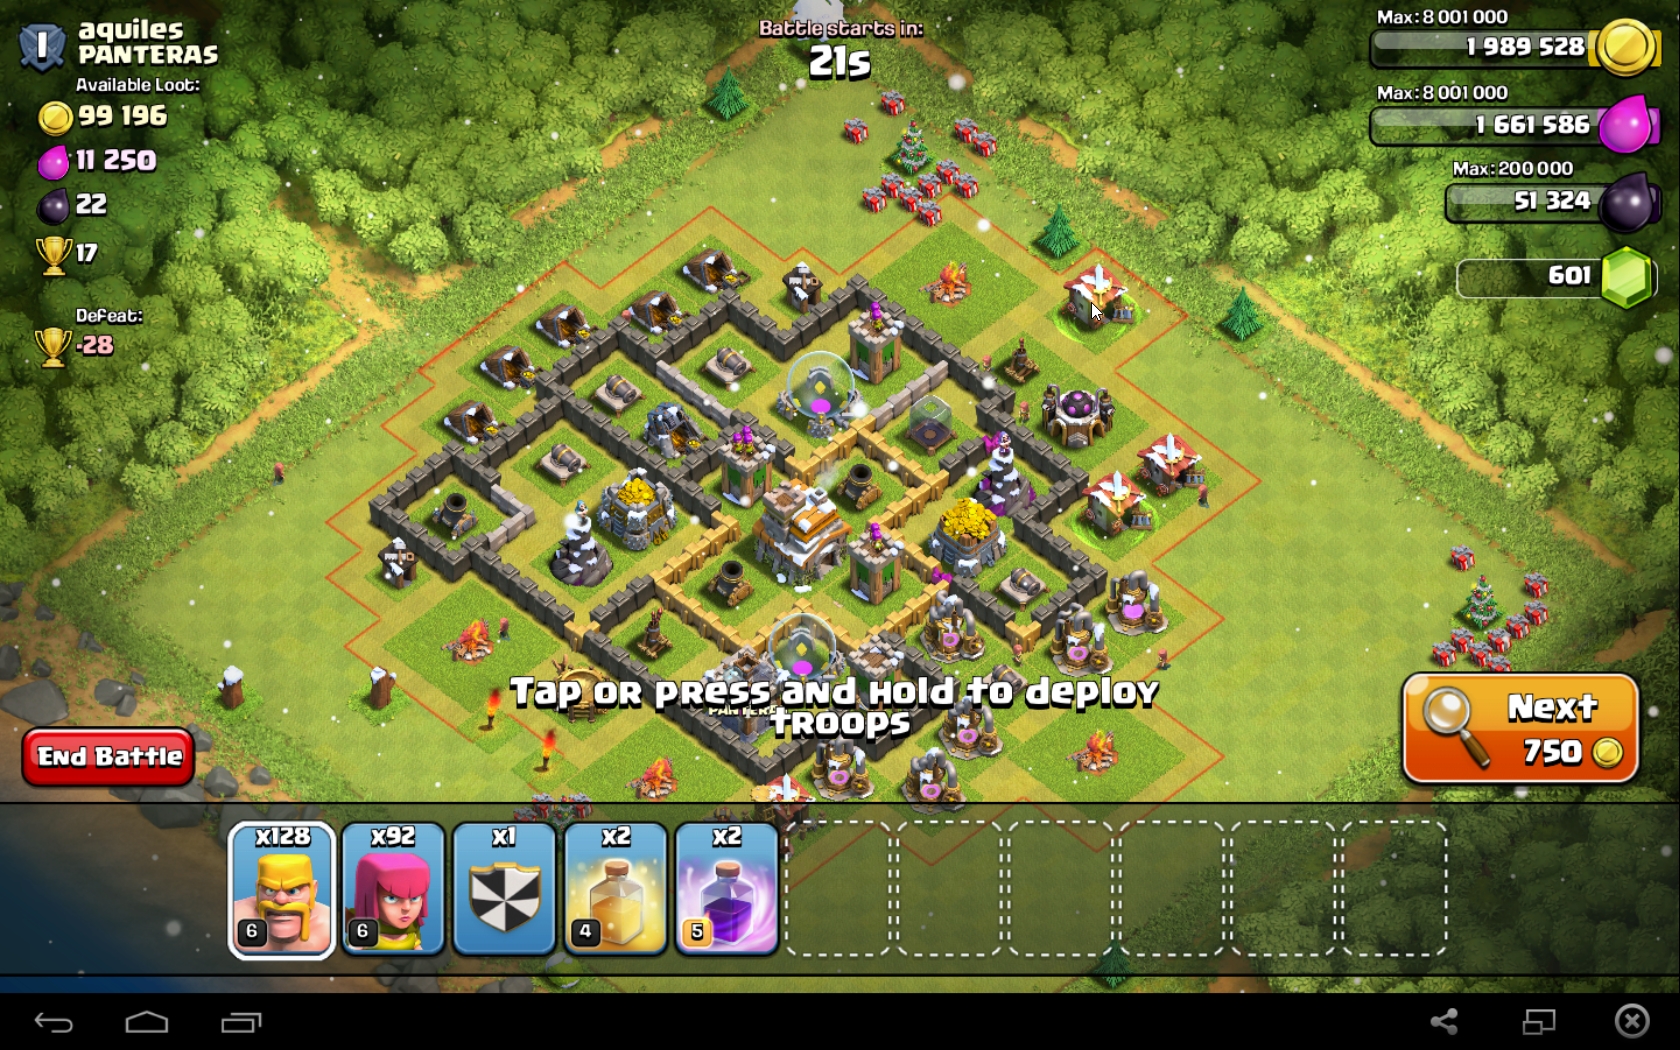 aquiles
PANTERAS
Available Loot:
99 196
11 250
22
17
Defeat:
-28
Battle starts in:
21s
Max: 8 001 000
1 989 528
Max: 8 001 000
1 661 586
Max: 200 000
51 324
601
Tap or press and hold to deploy
troops
End Battle
Next
750
x128
x92
x1
x2
x2
6
6
4
5